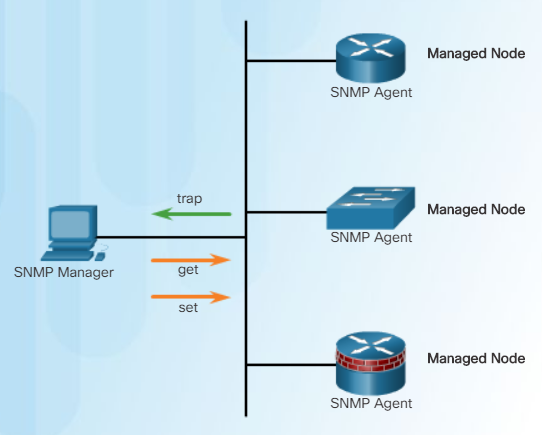 Managed Node
SNMP Agent
trap
Managed Node
SNMP Agent
SNMP Manager
get
set
Managed Node
SNMP Agent